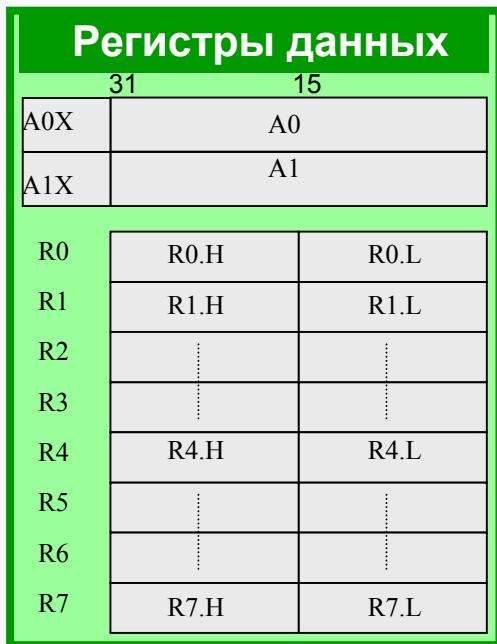 Регистры данных
31 15
A0X A0
A1X A1
R0 R0.H R0.L
R1 R1.H R1.L
R2
R3
R4 R4.H R4.L
R5
R6
R7 R7.H R7.L